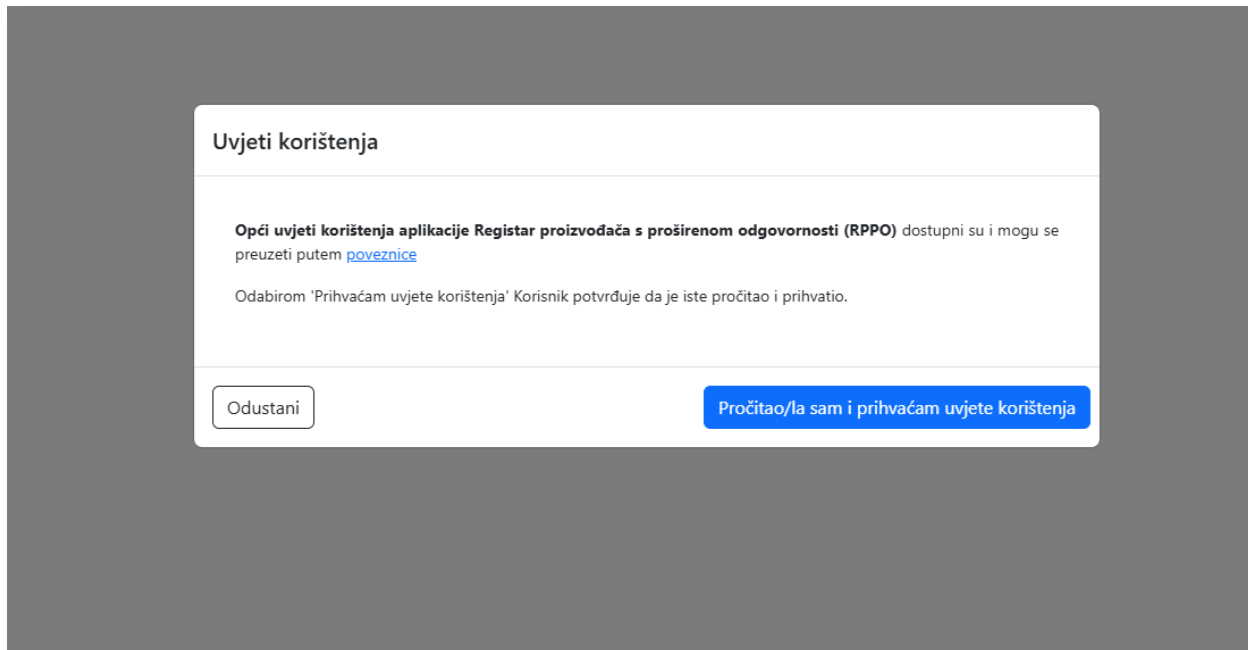 Uvjeti korištenja
Opći uvjeti korištenja aplikacije Registar proizvođača s proširenom odgovornosti (RPPO) dostupni su i mogu se
preuzeti putem poveznice
Odabirom 'Prihvaćam uvjete korištenja' Korisnik potvrđuje da je iste pročitao i prihvatio.
Odustani
Pročitao/la sam i prihvaćam uvjete korištenja